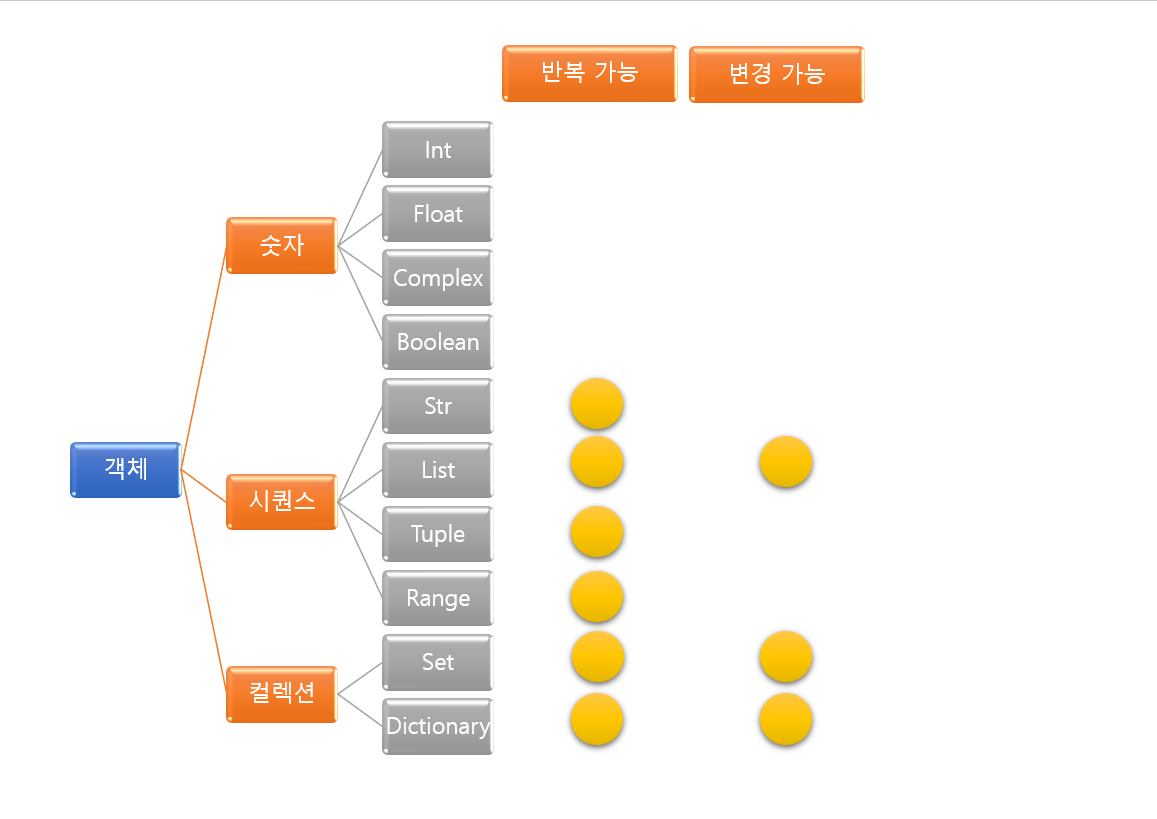 반복 가능
변경 가능
Int
Float
숫자
Complex
Boolean
Str
객체
List
시퀀스
Tuple
Range
Set
컬렉션
Dictionary